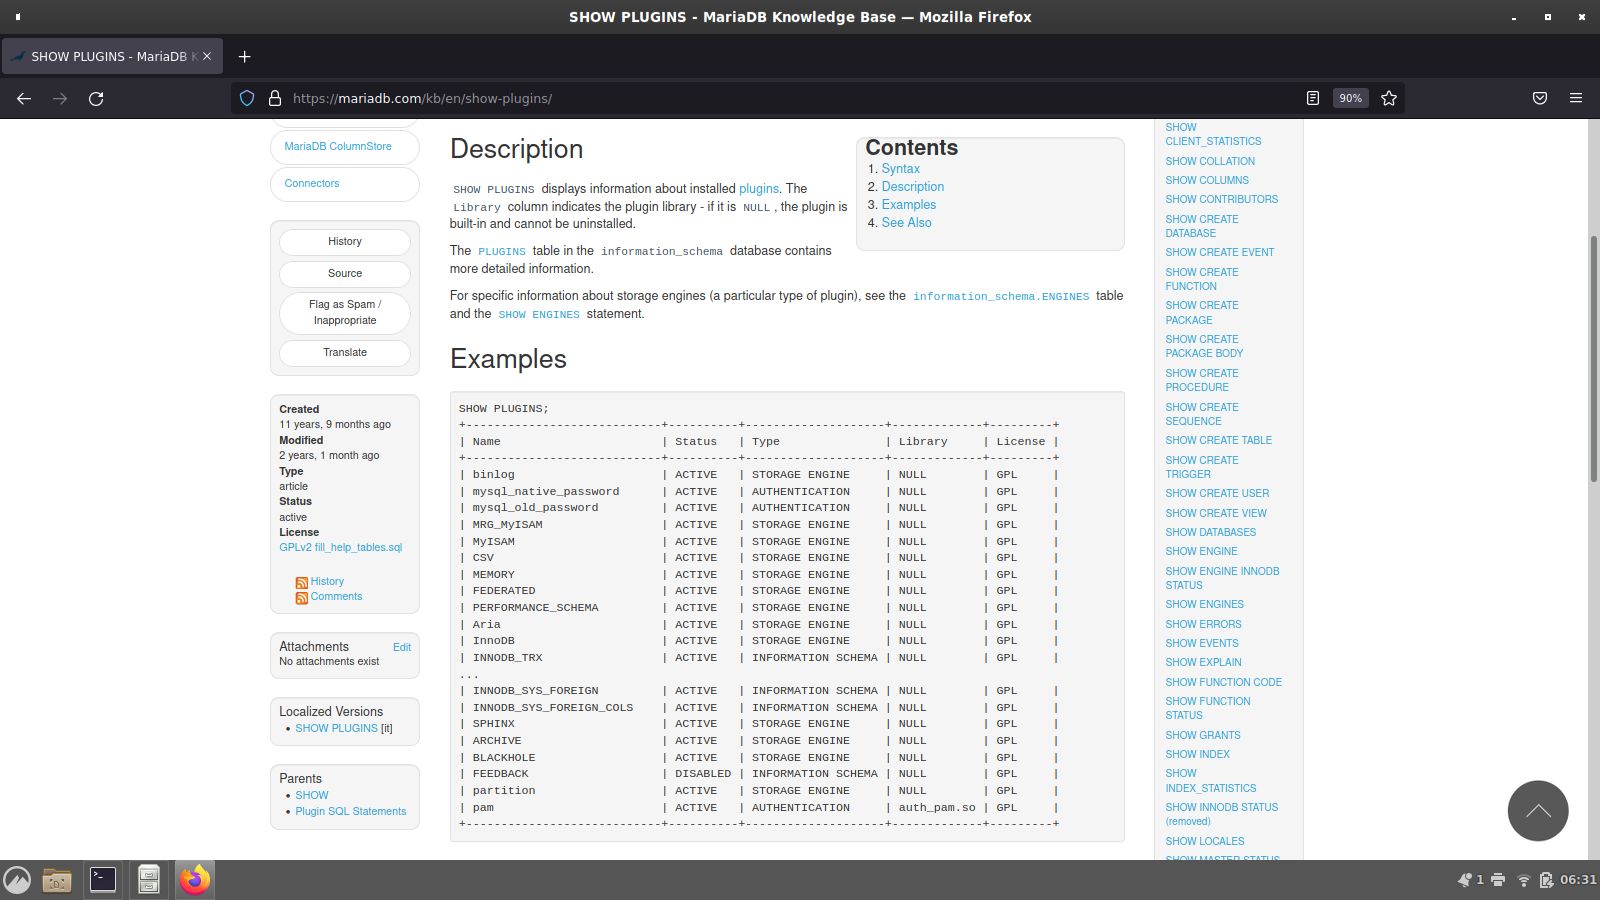 SHOW PLUGINS - MariaDB Knowledge Base — Mozilla Firefox
SHOW PLUGINS - MariaDB K
https://mariadb.com/kb/en/show-plugins/
90%
MariaDB ColumnStore
Connectors
History
Source
Flag as Spam /
Inappropriate
Translate
Created
11 years, 9 months ago
Modified
2 years, 1 month ago
Type
article
Status
active
License
GPLv2 fill_help_tables.sql
History
Comments
Attachments Edit
No attachments exist
Localized Versions
SHOW PLUGINS [it]
Parents
SHOW
Plugin SQL Statements
Description
SHOW PLUGINS displays information about installed plugins. The
Library column indicates the plugin library - if it is NULL , the plugin is
built-in and cannot be uninstalled.
The PLUGINS table in the information_schema database contains
more detailed information.
For specific information about storage engines (a particular type of plugin), see the information_schema.ENGINES table
and the SHOW ENGINES statement.
Contents
1. Syntax
2. Description
3. Examples
4. See Also
Examples
SHOW PLUGINS;
+----------------------------+----------+--------------------+-------------+---------+
| Name | Status | Type | Library | License |
+----------------------------+----------+--------------------+-------------+---------+
| binlog | ACTIVE | STORAGE ENGINE | NULL | GPL |
| mysql_native_password | ACTIVE | AUTHENTICATION | NULL | GPL |
| mysql_old_password | ACTIVE | AUTHENTICATION | NULL | GPL |
| MRG_MyISAM | ACTIVE | STORAGE ENGINE | NULL | GPL |
| MyISAM | ACTIVE | STORAGE ENGINE | NULL | GPL |
| CSV | ACTIVE | STORAGE ENGINE | NULL | GPL |
| MEMORY | ACTIVE | STORAGE ENGINE | NULL | GPL |
| FEDERATED | ACTIVE | STORAGE ENGINE | NULL | GPL |
| PERFORMANCE_SCHEMA | ACTIVE | STORAGE ENGINE | NULL | GPL |
| Aria | ACTIVE | STORAGE ENGINE | NULL | GPL |
| InnoDB | ACTIVE | STORAGE ENGINE | NULL | GPL |
| INNODB_TRX | ACTIVE | INFORMATION SCHEMA | NULL | GPL |
...
| INNODB_SYS_FOREIGN | ACTIVE | INFORMATION SCHEMA | NULL | GPL |
| INNODB_SYS_FOREIGN_COLS | ACTIVE | INFORMATION SCHEMA | NULL | GPL |
| SPHINX | ACTIVE | STORAGE ENGINE | NULL | GPL |
| ARCHIVE | ACTIVE | STORAGE ENGINE | NULL | GPL |
| BLACKHOLE | ACTIVE | STORAGE ENGINE | NULL | GPL |
| FEEDBACK | DISABLED | INFORMATION SCHEMA | NULL | GPL |
| partition | ACTIVE | STORAGE ENGINE | NULL | GPL |
| pam | ACTIVE | AUTHENTICATION | auth_pam.so | GPL |
+----------------------------+----------+--------------------+-------------+---------+
SHOW
CLIENT_STATISTICS
SHOW COLLATION
SHOW COLUMNS
SHOW CONTRIBUTORS
SHOW CREATE
DATABASE
SHOW CREATE EVENT
SHOW CREATE
FUNCTION
SHOW CREATE
PACKAGE
SHOW CREATE
PACKAGE BODY
SHOW CREATE
PROCEDURE
SHOW CREATE
SEQUENCE
SHOW CREATE TABLE
SHOW CREATE
TRIGGER
SHOW CREATE USER
SHOW CREATE VIEW
SHOW DATABASES
SHOW ENGINE
SHOW ENGINE INNODB
STATUS
SHOW ENGINES
SHOW ERRORS
SHOW EVENTS
SHOW EXPLAIN
SHOW FUNCTION CODE
SHOW FUNCTION
STATUS
SHOW GRANTS
SHOW INDEX
SHOW
INDEX_STATISTICS
SHOW INNODB STATUS
(removed)
SHOW LOCALES
SHOW MASTER STATUS
1
06:31